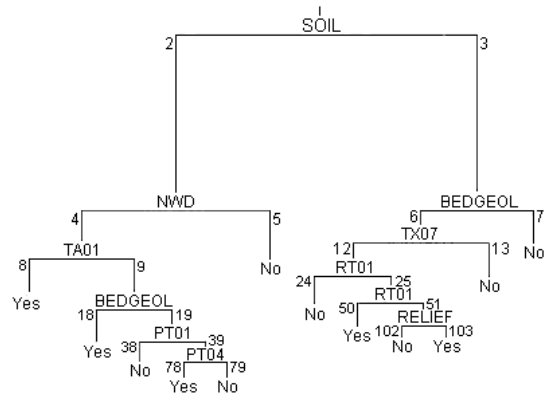 SOIL
2 3
NWD BEDGEOL
4 5 6 7
TA01 TX07 No
8 9 No 12 13
Yes BEDGEOL RT01 No
18 19 24 25
Yes PT01 No RT01
38 39 50 51
No PT04 Yes RELIEF
78 79 102 103
Yes No No Yes